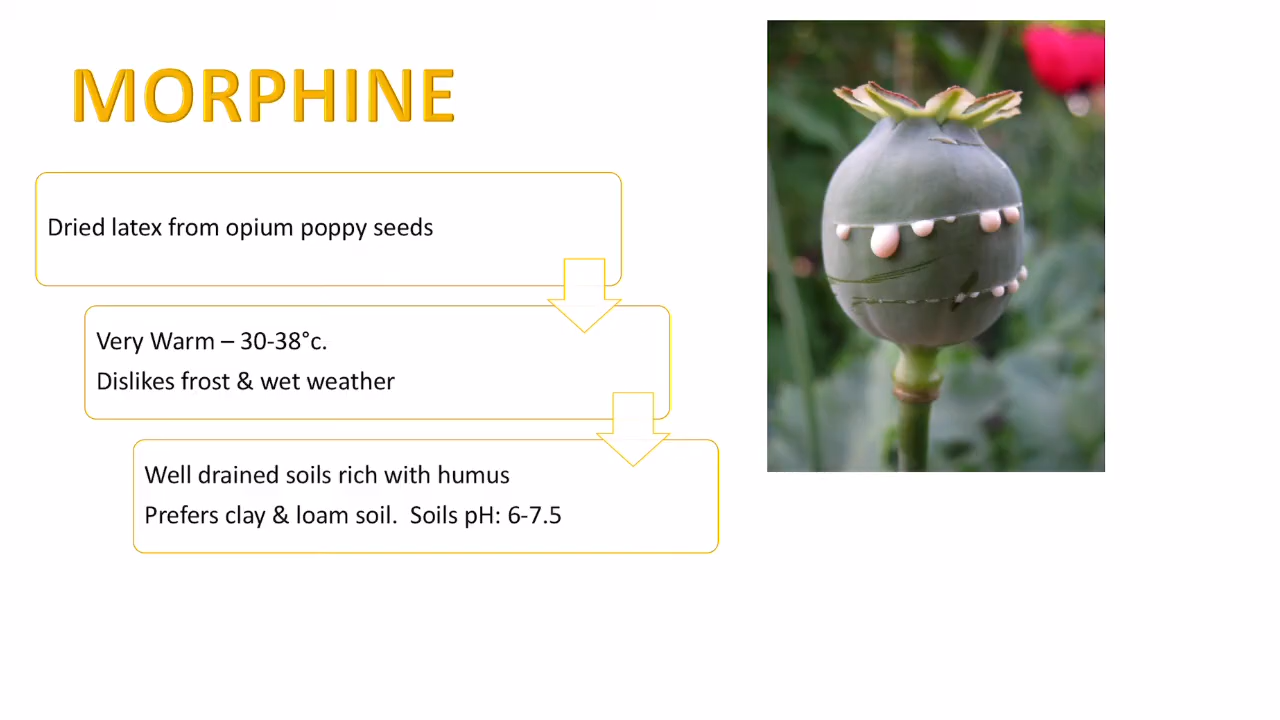 MORPHINE
Dried latex from opium poppy seeds
Very Warm – 30-38°c.
Dislikes frost & wet weather
Well drained soils rich with humus
Prefers clay & loam soil.  Soils pH: 6-7.5